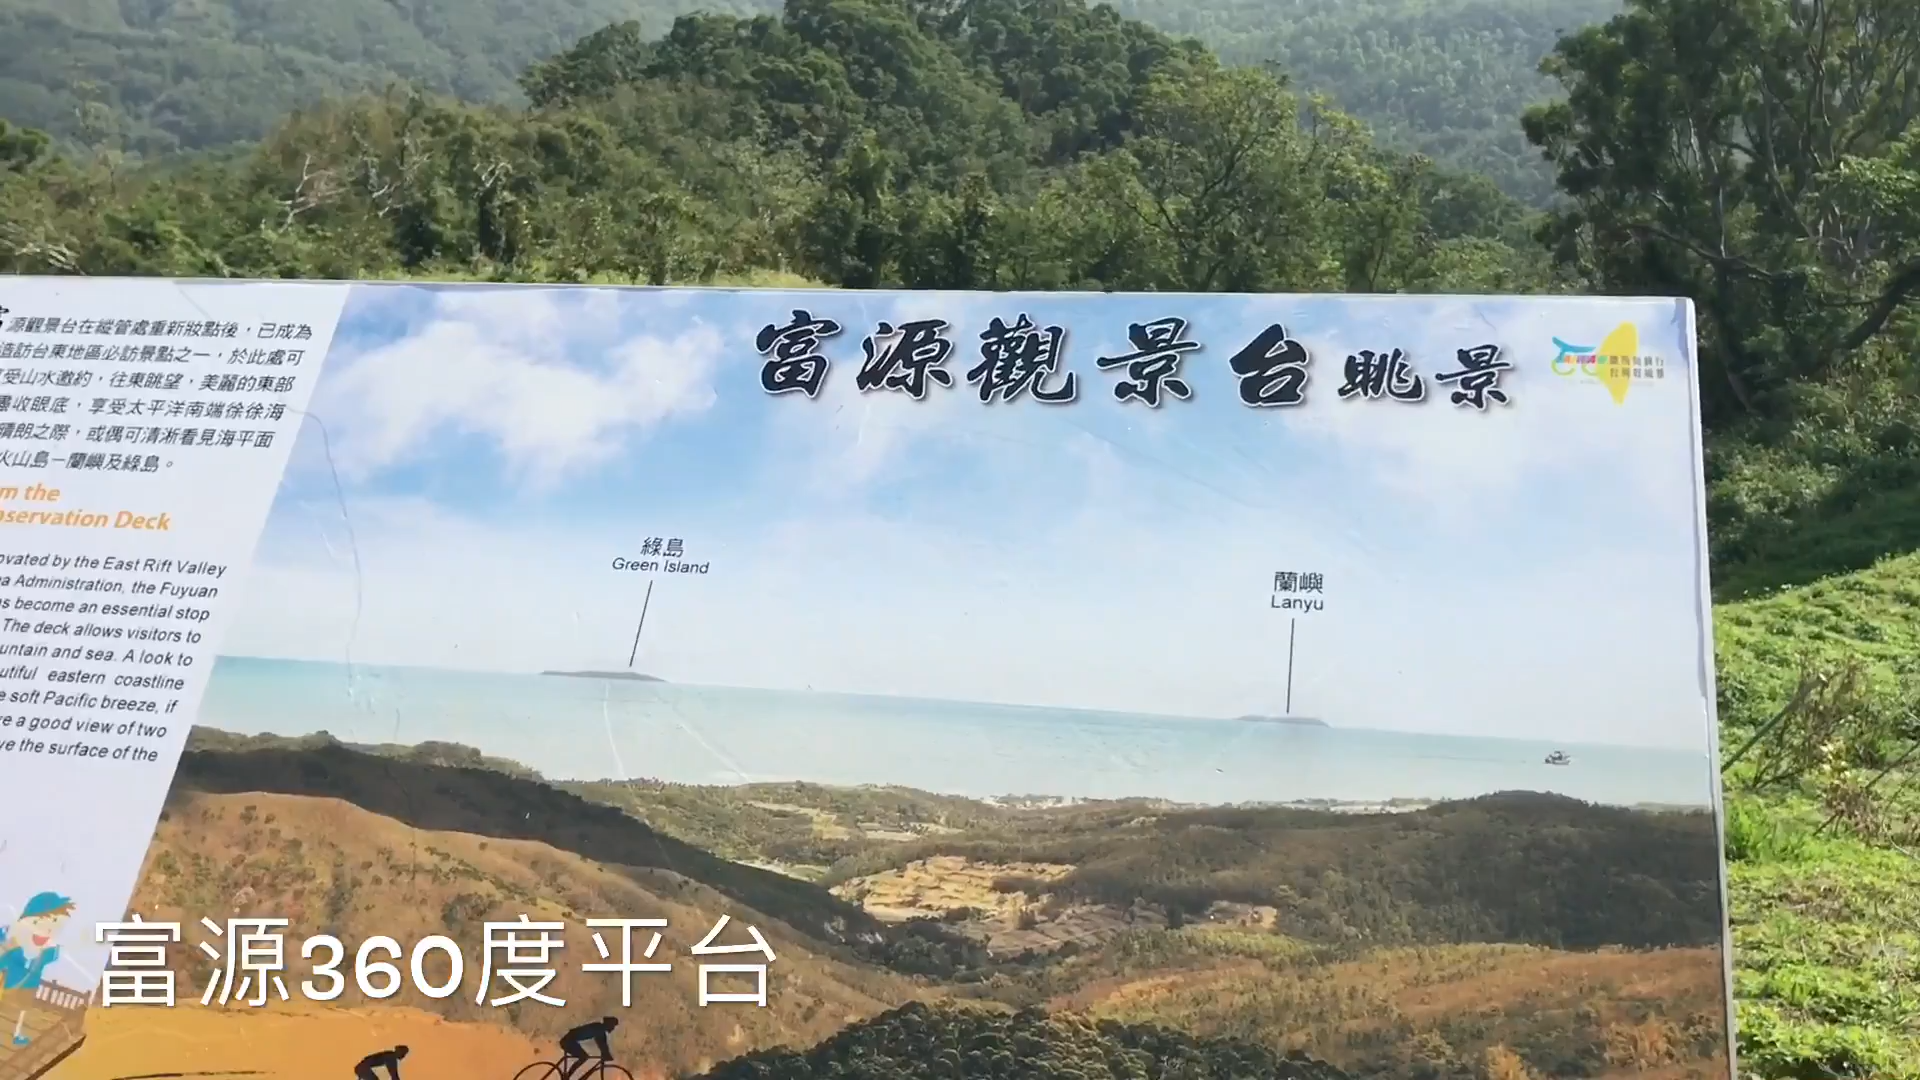 富源觀景台眺景
源觀景台在縱管處重新妝點後，已成為
造訪台東地區必訪景點之一，於此處可
受山水邀約，往東眺望，美麗的東部
盡收眼底，享受太平洋南端徐徐海
晴朗之際，或偶可清淅看見海平面
火山島－蘭嶼及綠島。
m the
servation Deck
ovated by the East Rift Valley
a Administration, the Fuyuan
s become an essential stop
The deck allows visitors to
untain and sea. A look to
utiful eastern coastline
e soft Pacific breeze, if
e a good view of two
ve the surface of the
綠島
Green Island
蘭嶼
Lanyu
富源360度平台